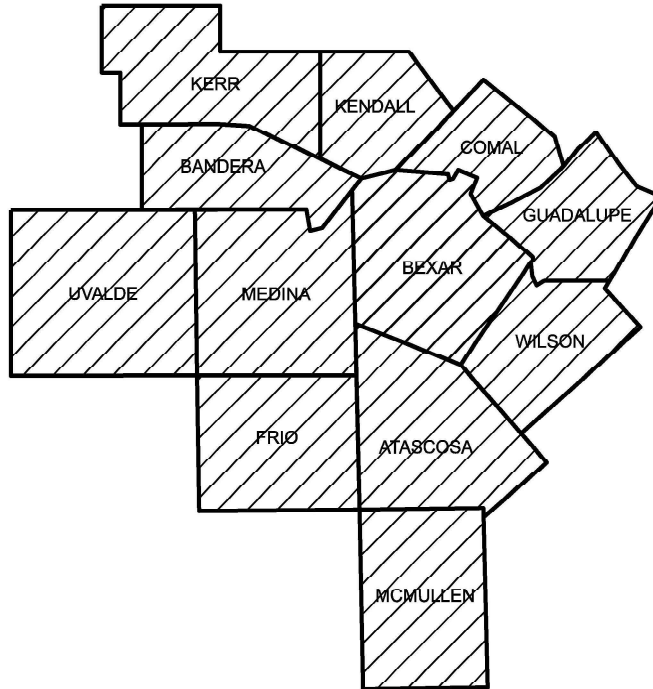 KERR
KENDALL
COMAL
BANDERA
GUADALUPE
BEXAR
UVALDE
MEDINA
WILSON
FRIO
ATASCOSA
MCMULLEN